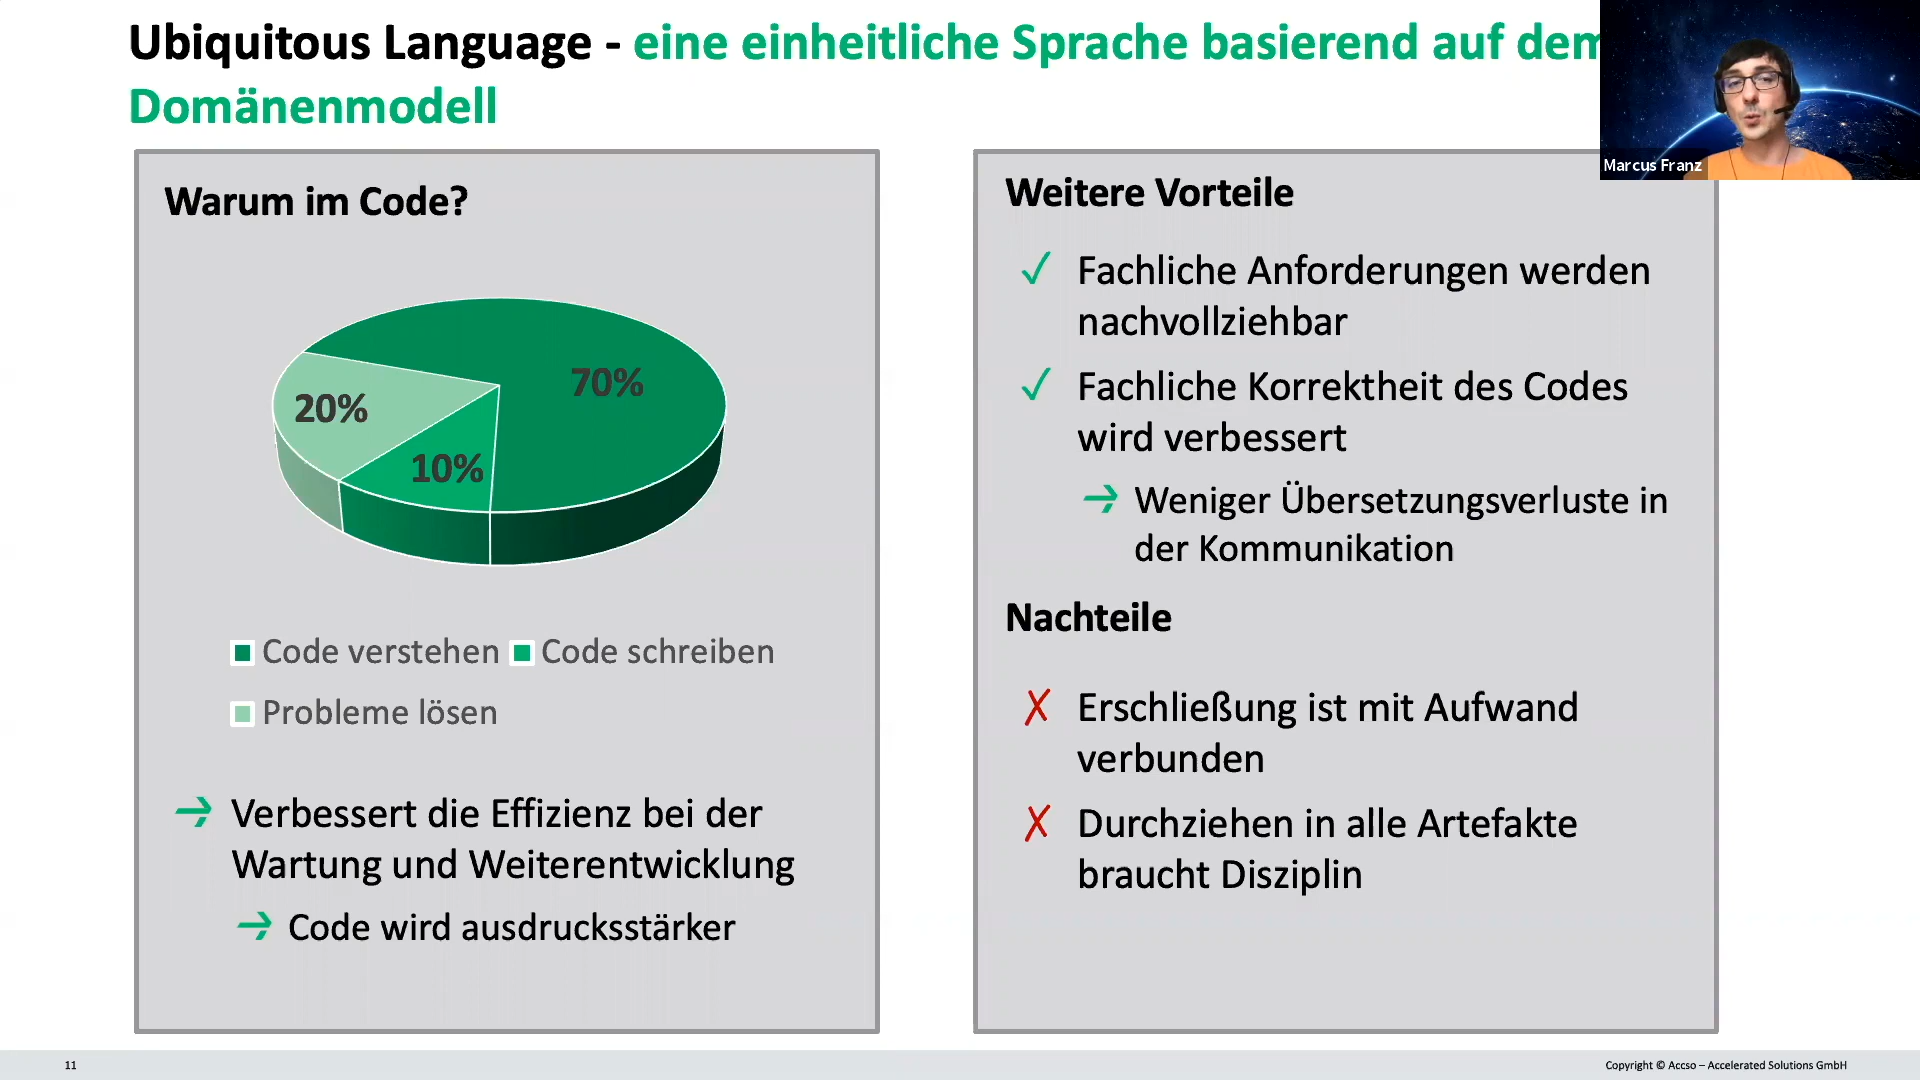 Ubiquitous Language - eine einheitliche Sprache basierend auf dem
Domänenmodell
Marcus Franz
Warum im Code?
70%
20%
10%
Code verstehen Code schreiben
Probleme lösen
Verbessert die Effizienz bei der
Wartung und Weiterentwicklung
Code wird ausdrucksstärker
Weitere Vorteile
Fachliche Anforderungen werden
nachvollziehbar
Fachliche Korrektheit des Codes
wird verbessert
Weniger Übersetzungsverluste in
der Kommunikation
Nachteile
Erschließung ist mit Aufwand
verbunden
Durchziehen in alle Artefakte
braucht Disziplin
11
Copyright © Accso – Accelerated Solutions GmbH